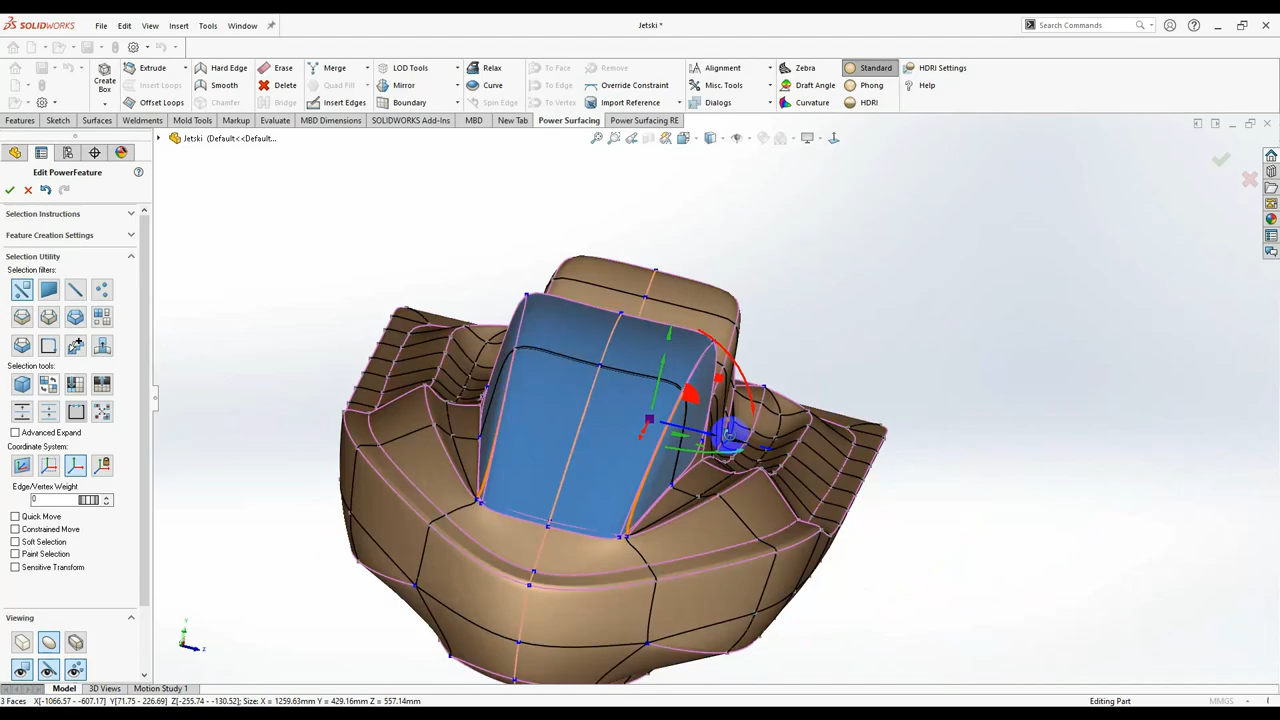 SOLIDWORKS File Edit View Insert Tools Window
Jetski *
Search Commands
Create Box
Extrude Hard Edge Erase Merge LOD Tools Relax To Face Remove Alignment Zebra Standard HDRI Settings
Insert Loops Smooth Delete Quad Fill Mirror Curve To Edge Override Constraint Misc. Tools Draft Angle Phong Help
Offset Loops Chamfer Bridge Insert Edges Boundary Spin Edge To Vertex Import Reference Dialogs Curvature HDRI
Features Sketch Surfaces Weldments Mold Tools Markup Evaluate MBD Dimensions SOLIDWORKS Add-Ins MBD New Tab Power Surfacing Power Surfacing RE
Jetski (Default<<Default...
Edit PowerFeature
Selection Instructions
Feature Creation Settings
Selection Utility
Selection filters:
Selection tools:
Advanced Expand
Coordinate System:
Edge/Vertex Weight
0
Quick Move
Constrained Move
Soft Selection
Paint Selection
Sensitive Transform
Viewing
Y
Z
Model 3D Views Motion Study 1
3 Faces X[-1066.57 - -607.17] Y[71.75 - 226.69] Z[-255.74 - -130.52]; Size: X = 1259.63mm Y = 429.16mm Z = 557.14mm
Editing Part
MMGS